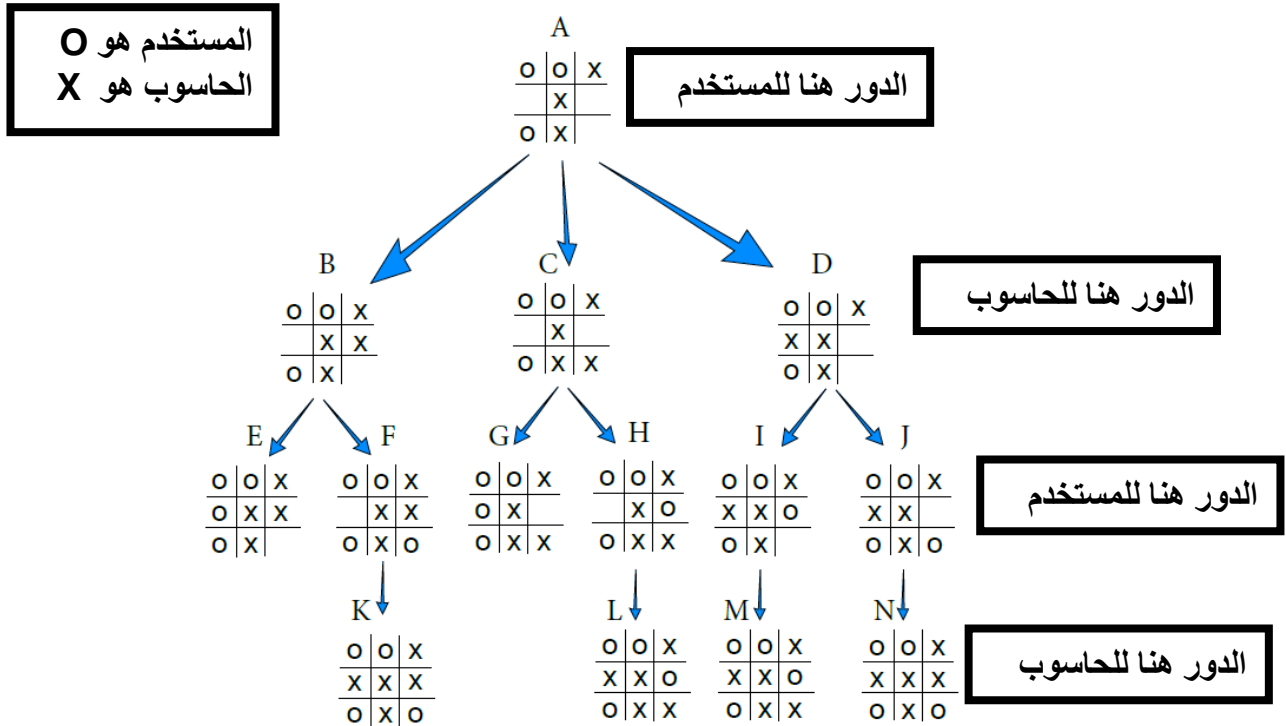 المستخدم هو O
الحاسوب هو X
A
الدور هنا للمستخدم
o o x
x
o x
B C D
الدور هنا للحاسوب
o o x o o x o o x
x x x x x
o x o x x o x
E F G H I J
الدور هنا للمستخدم
o o x o o x o o x o o x o o x o o x
o x x x x o x x o x x o x x
o x o x o o x x o x x o x o x o
K L M N
الدور هنا للحاسوب
o o x o o x o o x o o x
x x x x x o x x o x x x
o x o o x x o x x o x o